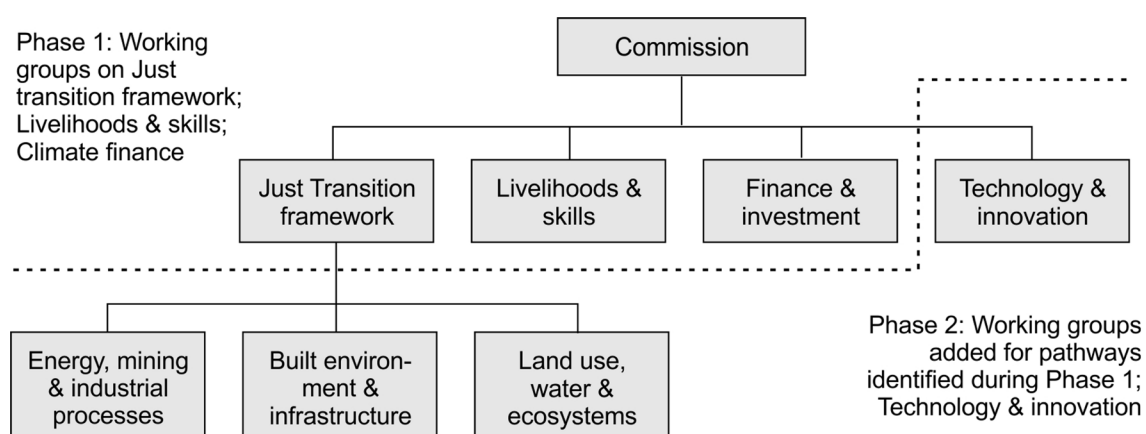 Phase 1: Working
groups on Just
transition framework;
Livelihoods & skills;
Climate finance
Commission
Just Transition
framework
Livelihoods &
skills
Finance &
investment
Technology &
innovation
Energy, mining
& industrial
processes
Built environ-
ment &
infrastructure
Land use,
water &
ecosystems
Phase 2: Working groups
added for pathways
identified during Phase 1;
Technology & innovation